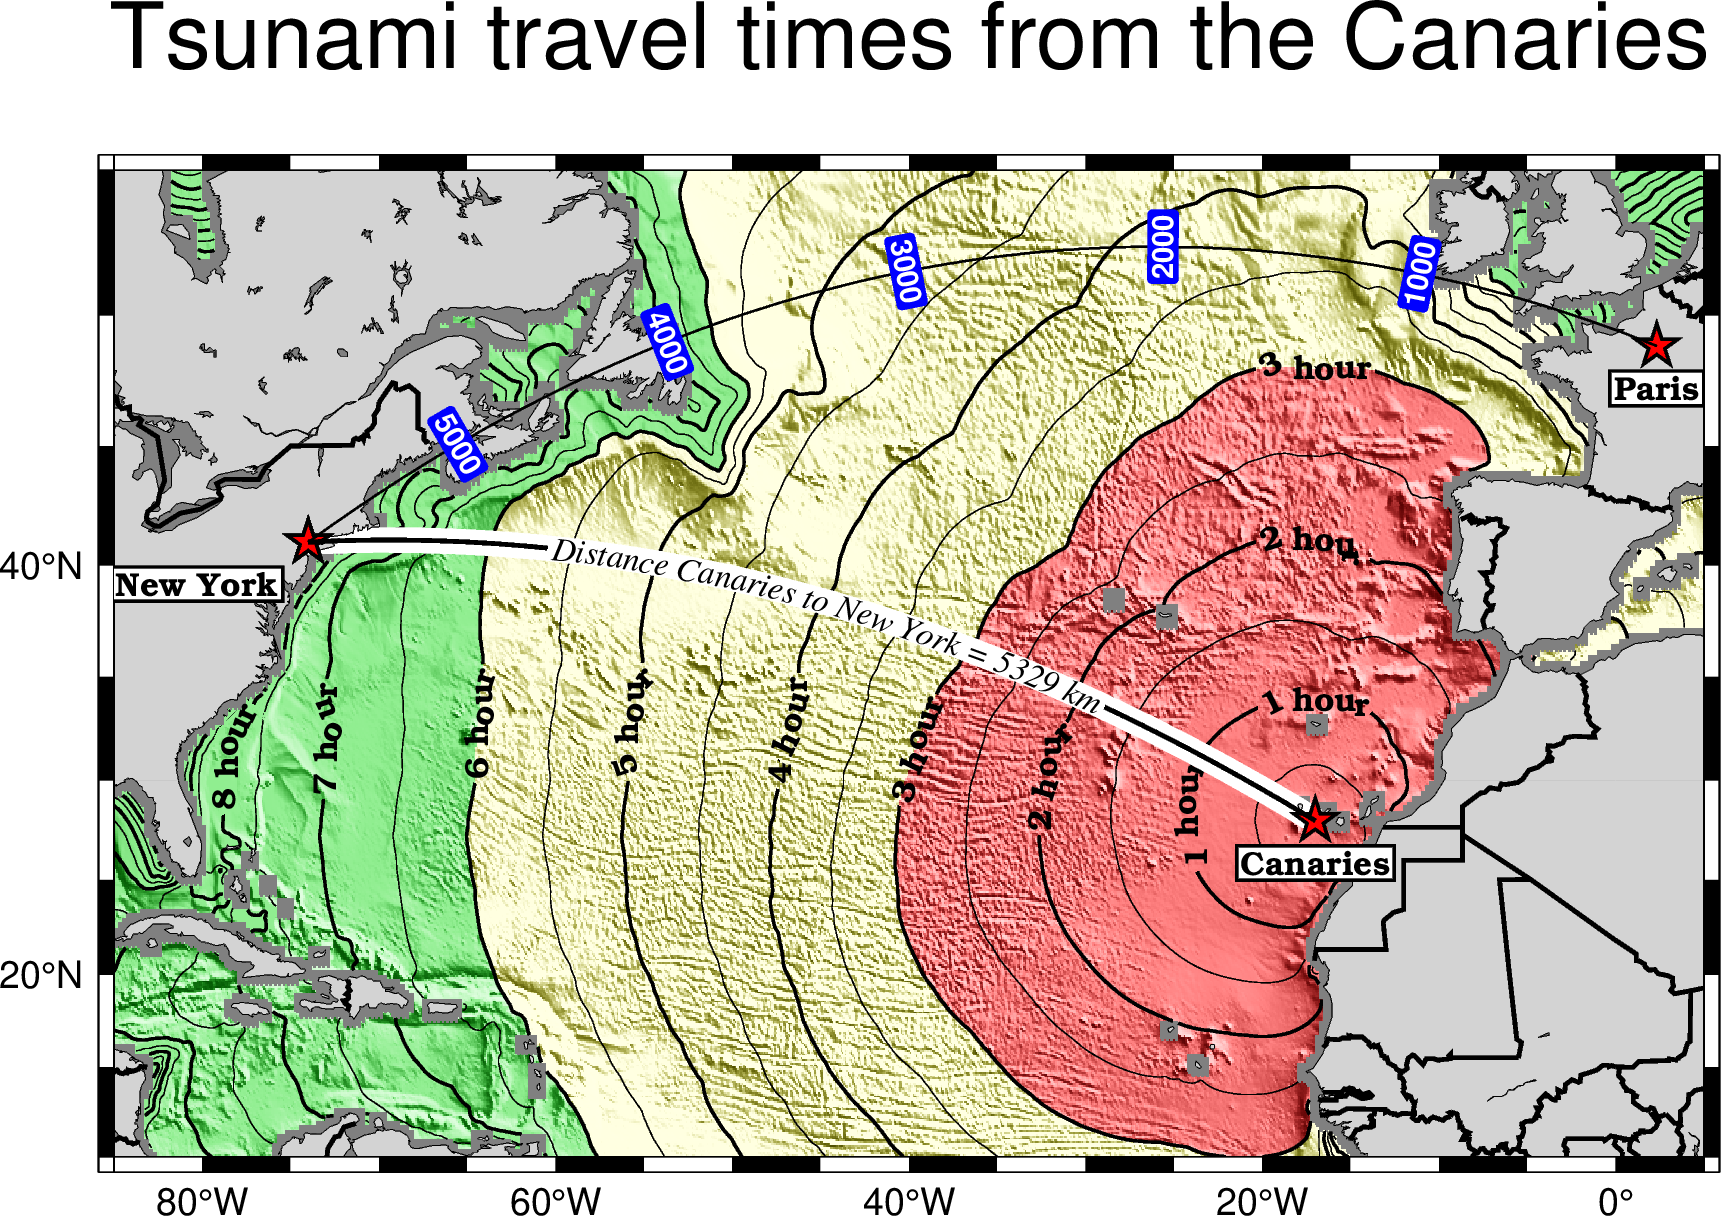 Tsunami travel times from the Canaries
1000
2000
3000
4000
5000
3 hour
Paris
2 hour
40°N
New York
Distance Canaries to New York = 5329 km
1 hour
8 hour
7 hour
6 hour
5 hour
4 hour
3 hour
2 hour
1 hour
Canaries
20°N
80°W
60°W
40°W
20°W
0°